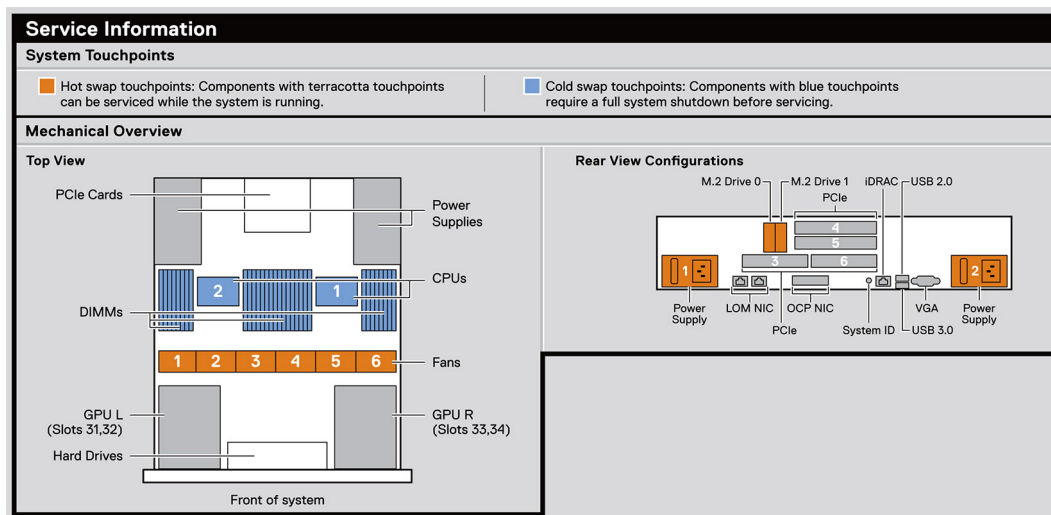 Service Information
System Touchpoints
Hot swap touchpoints: Components with terracotta touchpoints
can be serviced while the system is running.
Cold swap touchpoints: Components with blue touchpoints
require a full system shutdown before servicing.
Mechanical Overview
Top View
PCIe Cards
Power
Supplies
2
1
CPUs
DIMMs
1 2 3 4 5 6
Fans
GPU L
(Slots 31,32)
GPU R
(Slots 33,34)
Hard Drives
Front of system
Rear View Configurations
M.2 Drive 0
M.2 Drive 1
iDRAC
USB 2.0
PCIe
4
5
3
6
1
2
Power
Supply
LOM NIC
OCP NIC
VGA
Power
Supply
PCIe
System ID
USB 3.0